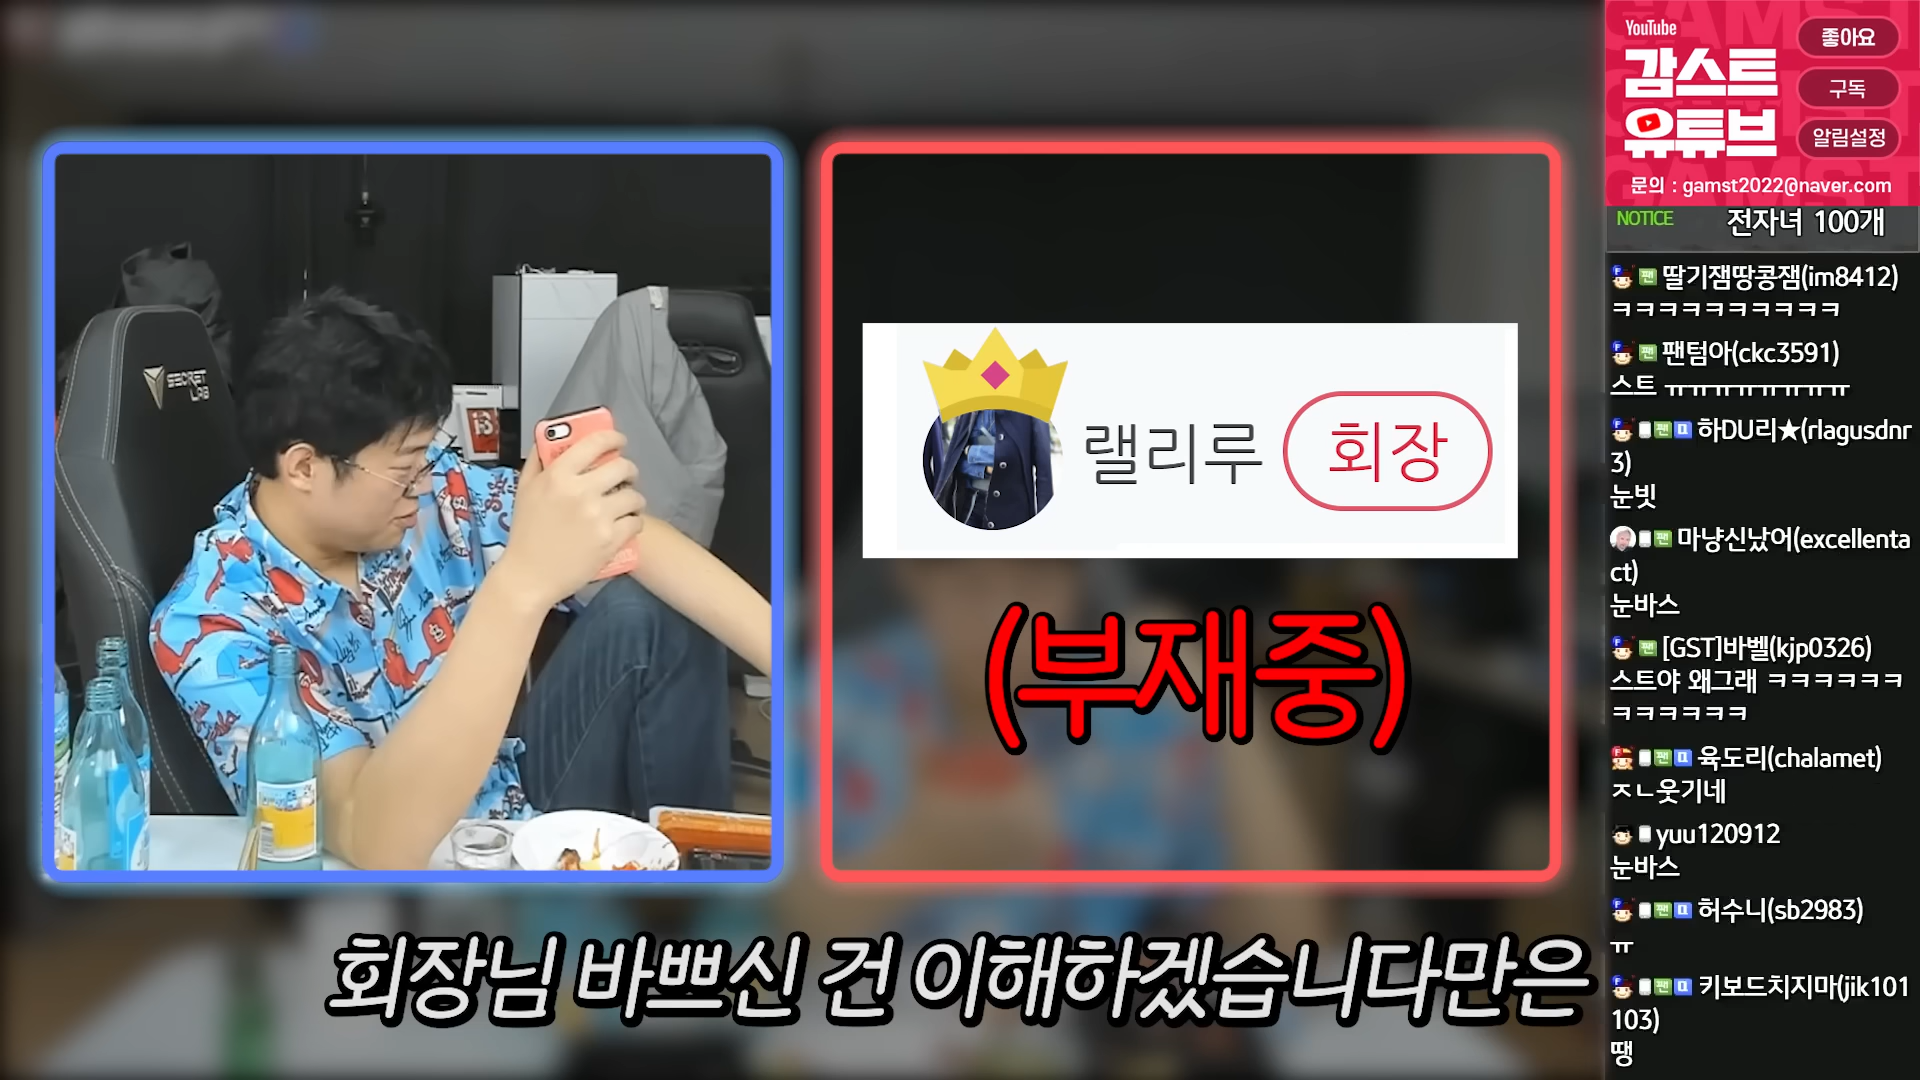 YouTube
감스트
유튜브
좋아요
구독
알림설정
문의 : gamst2022@naver.com
NOTICE 전자녀 100개
딸기잼땅콩잼(im8412)
ㅋㅋㅋㅋㅋㅋㅋㅋㅋㅋ
팬텀아(ckc3591)
스트 ㅠㅠㅠㅠㅠㅠㅠㅠ
하DU리★(rlagusdnr
3)
눈빗
마냥신났어(excellenta
ct)
눈바스
[GST]바벨(kjp0326)
스트야 왜그래 ㅋㅋㅋㅋㅋㅋ
ㅋㅋㅋㅋㅋㅋ
육도리(chalamet)
ㅈㄴ웃기네
yuu120912
눈바스
허수니(sb2983)
ㅠ
키보드치지마(jik101
103)
땡
SECRET
LAB
13
랠리루 회장
(부재중)
회장님 바쁘신 건 이해하겠습니다만은